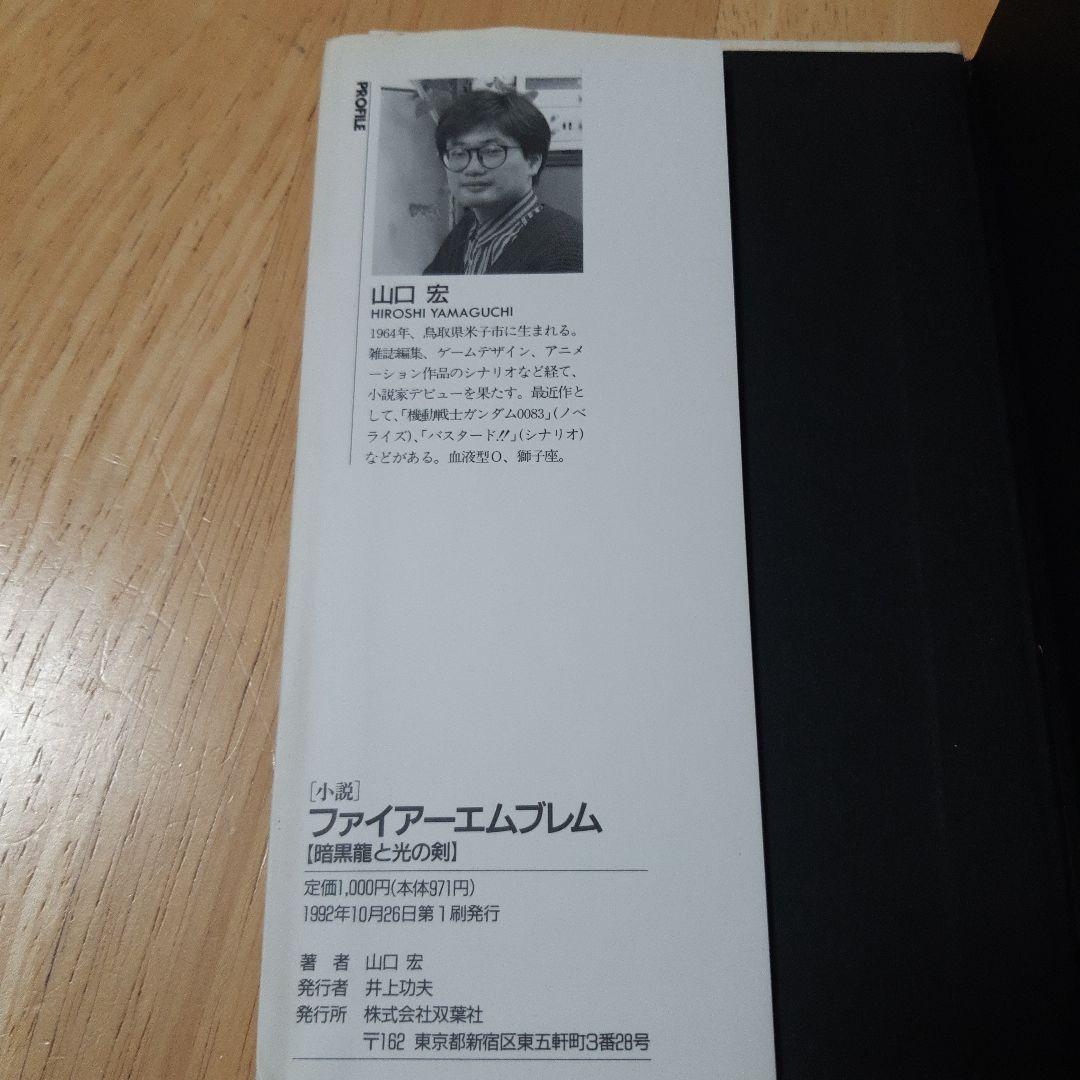 PROFILE
山口 宏
HIROSHI YAMAGUCHI
1964年、鳥取県米子市に生まれる。
雑誌編集、ゲームデザイン、アニメ
ーション作品のシナリオなど経て、
小説家デビューを果たす。最近作と
して、「機動戦士ガンダム0083」(ノベ
ライズ)、「バスタード!!」(シナリオ)
などがある。血液型O、獅子座。
[小説]
ファイアーエムブレム
【暗黒龍と光の剣】
定価1,000円(本体971円)
1992年10月26日第1刷発行
著 者 山口 宏
発行者 井上功夫
発行所 株式会社双葉社
〒162 東京都新宿区東五軒町3番28号